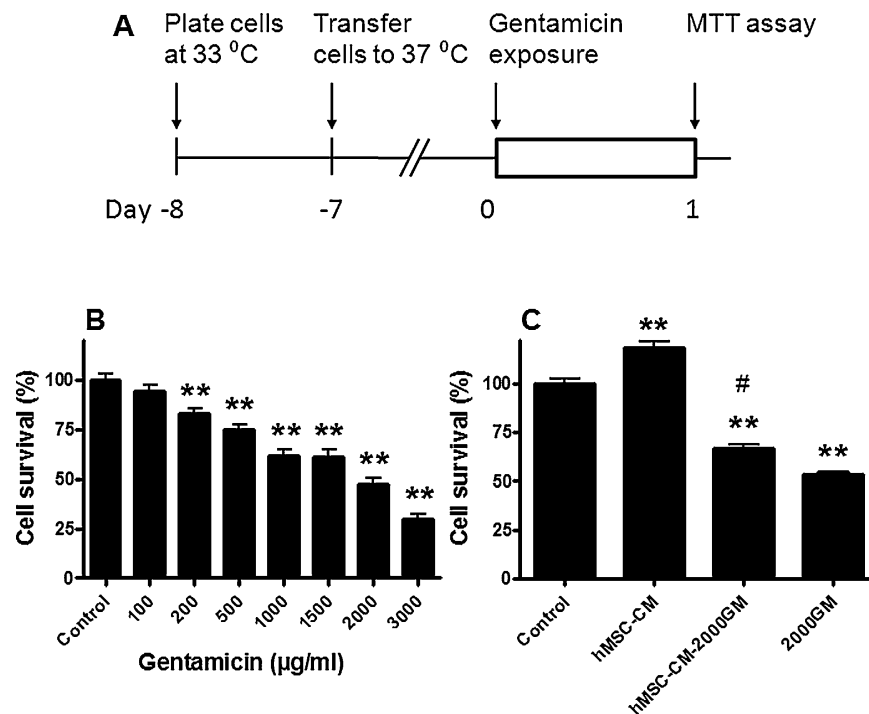 A
Plate cells
at 33 ⁰C
Transfer
cells to 37 ⁰C
Gentamicin
exposure
MTT assay
Day -8
-7
0
1
B
Cell survival (%)
100
75
50
25
0
**
**
**
**
**
**
Control
100
200
500
1000
1500
2000
3000
Gentamicin (µg/ml)
C
Cell survival (%)
100
75
50
25
0
**
#
**
**
Control
hMSC-CM
hMSC-CM-2000GM
2000GM